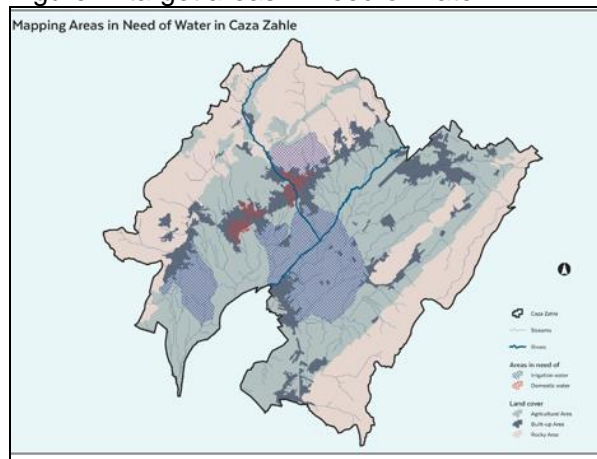 Mapping Areas in Need of Water in Caza Zahle
Caza Zahle
Streams
Rivers
Areas in need of
Irrigation water
Domestic water
Land cover
Agricultural Area
Built-up Area
Rocky Area